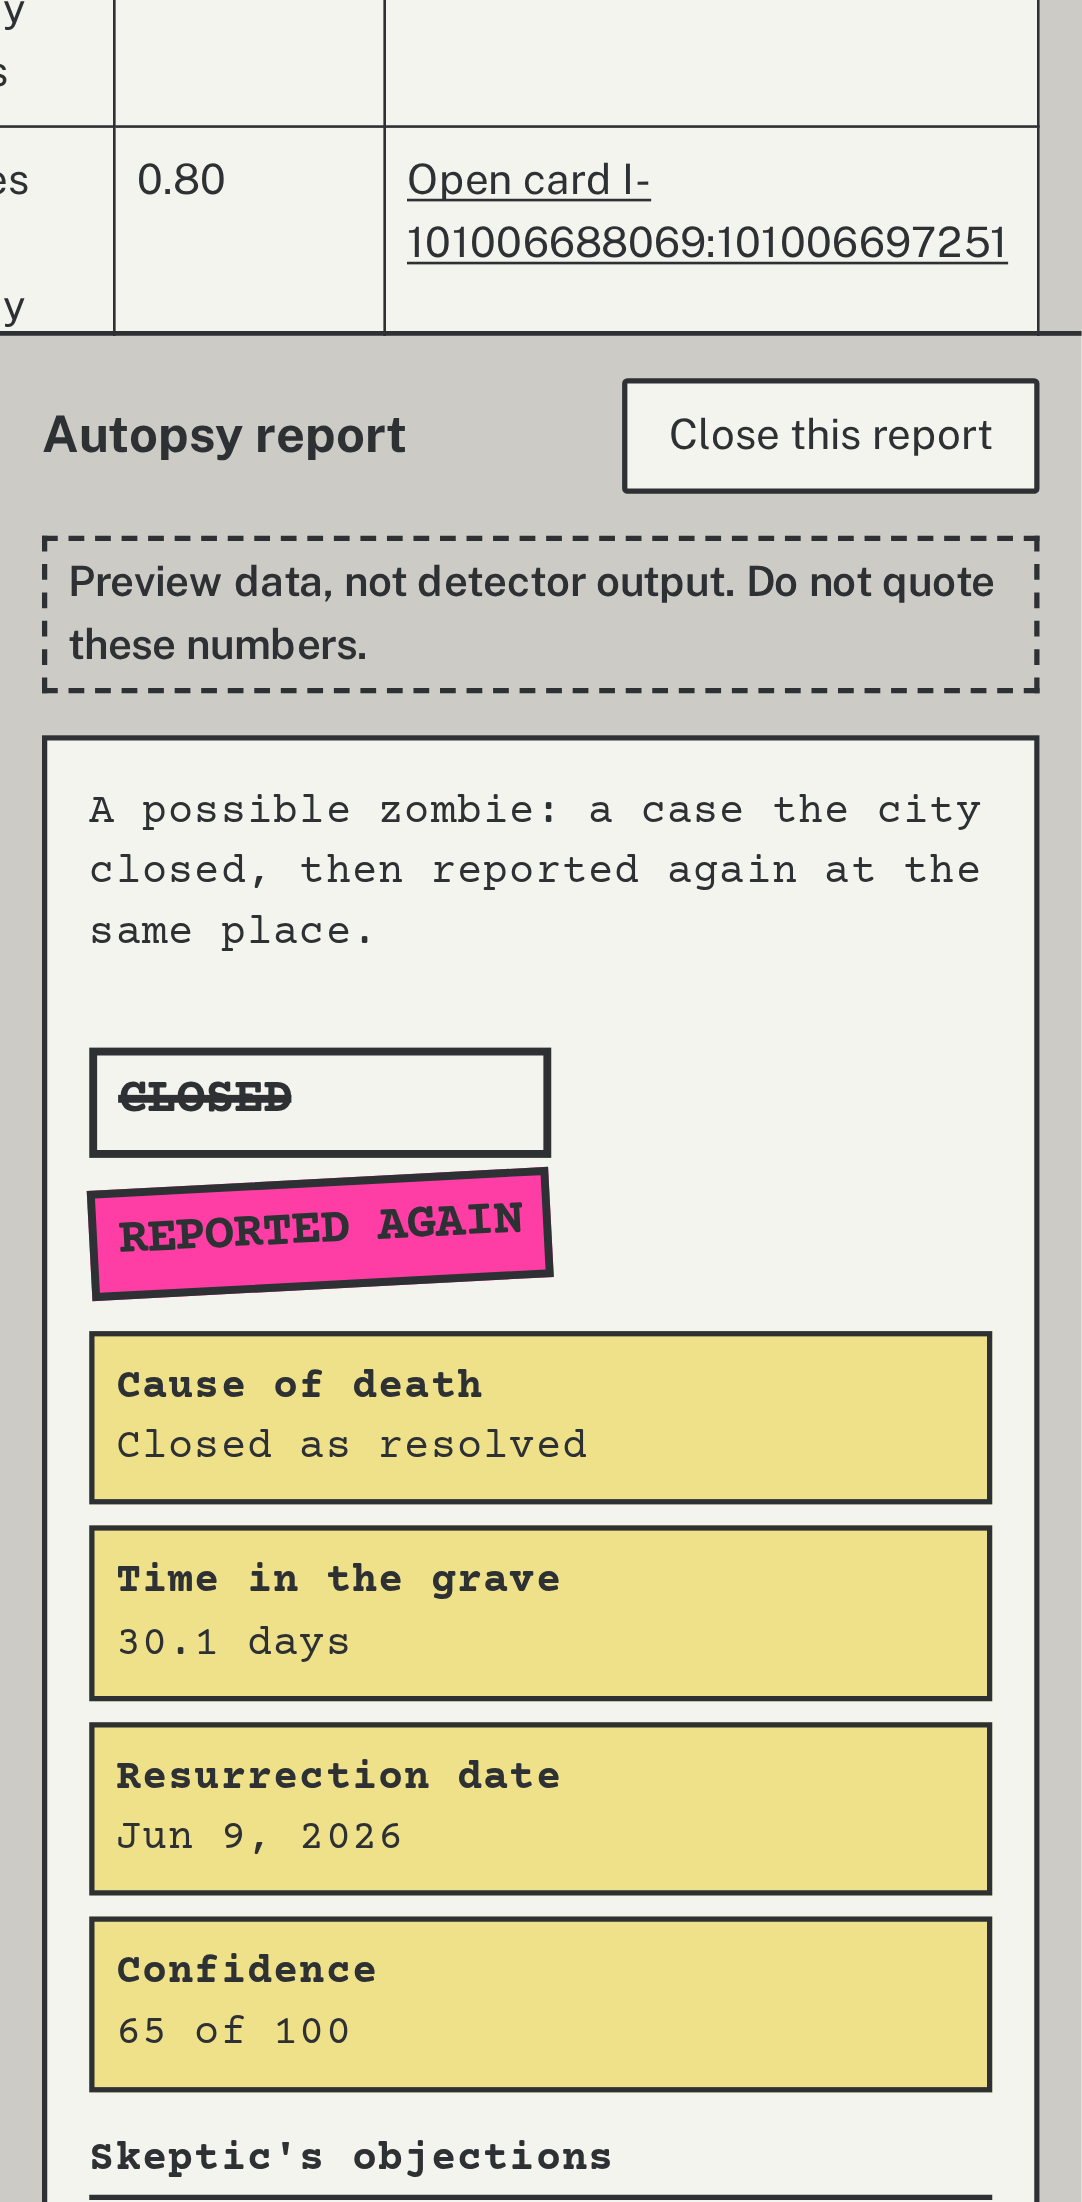 y
s
es
0.80
Open card I-
101006688069:101006697251
y
Autopsy report
Close this report
Preview data, not detector output. Do not quote
these numbers.
A possible zombie: a case the city
closed, then reported again at the
same place.
CLOSED
REPORTED AGAIN
Cause of death
Closed as resolved
Time in the grave
30.1 days
Resurrection date
Jun 9, 2026
Confidence
65 of 100
Skeptic's objections